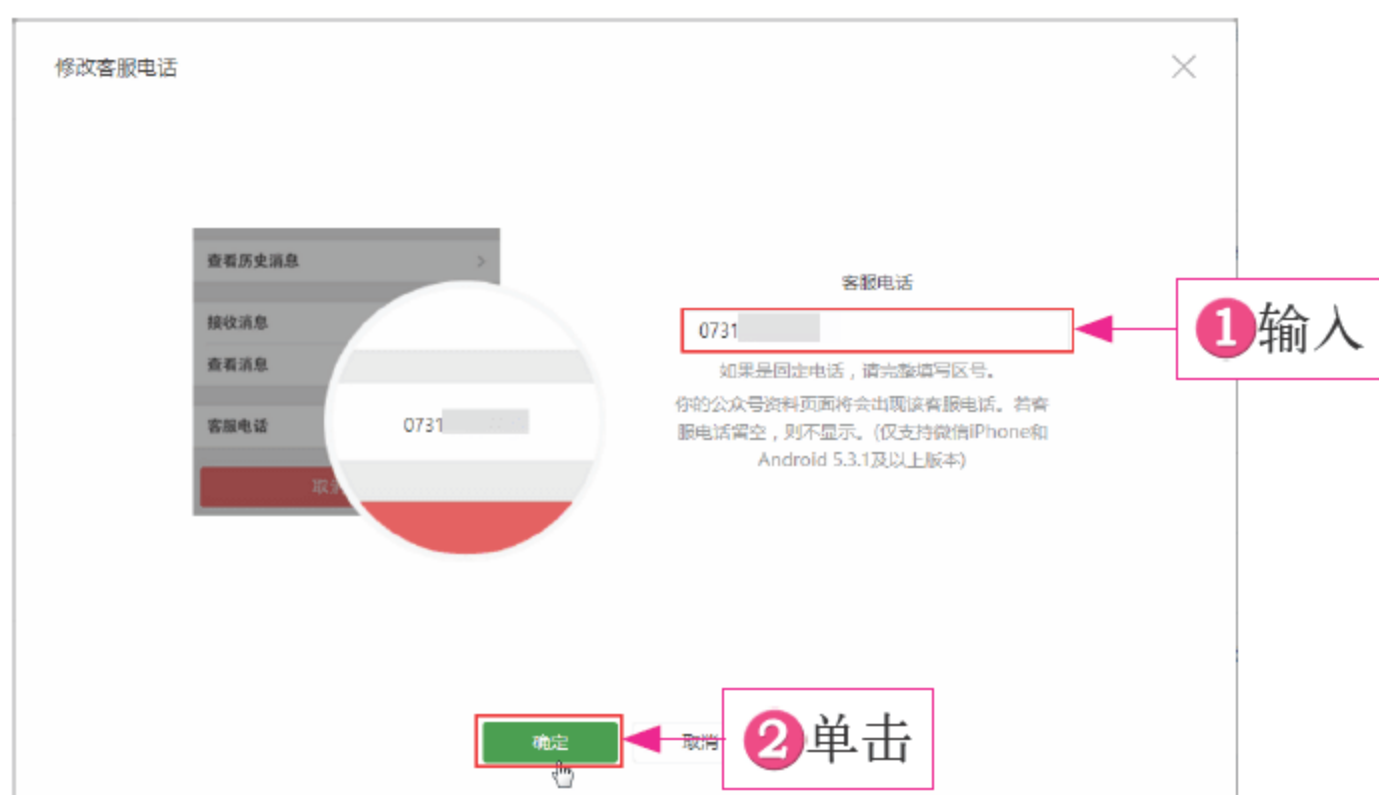 修改客服电话
查看历史消息
接收消息
查看消息
客服电话
0731
取消
客服电话
0731
如果是固定电话，请完整填写区号。
你的公众号资料页面将会出现该客服电话。若客
服电话留空，则不显示。(仅支持微信iPhone和
Android 5.3.1及以上版本)
1输入
确定
取消
2单击